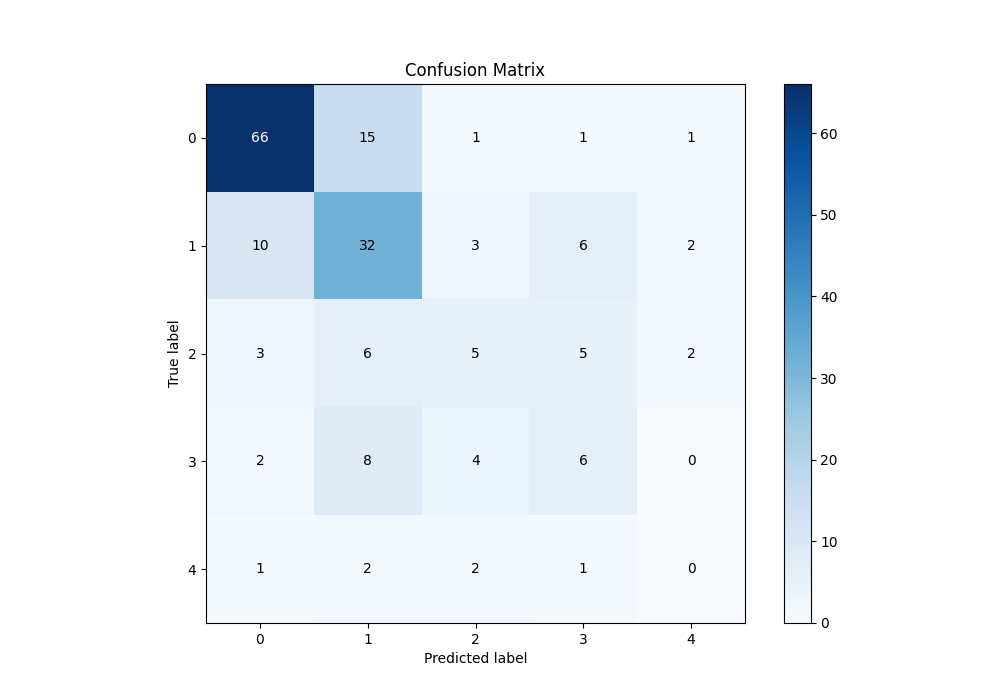 Confusion Matrix
True label
0 66 15 1 1 1
1 10 32 3 6 2
2 3 6 5 5 2
3 2 8 4 6 0
4 1 2 2 1 0
0 1 2 3 4
Predicted label
60
50
40
30
20
10
0